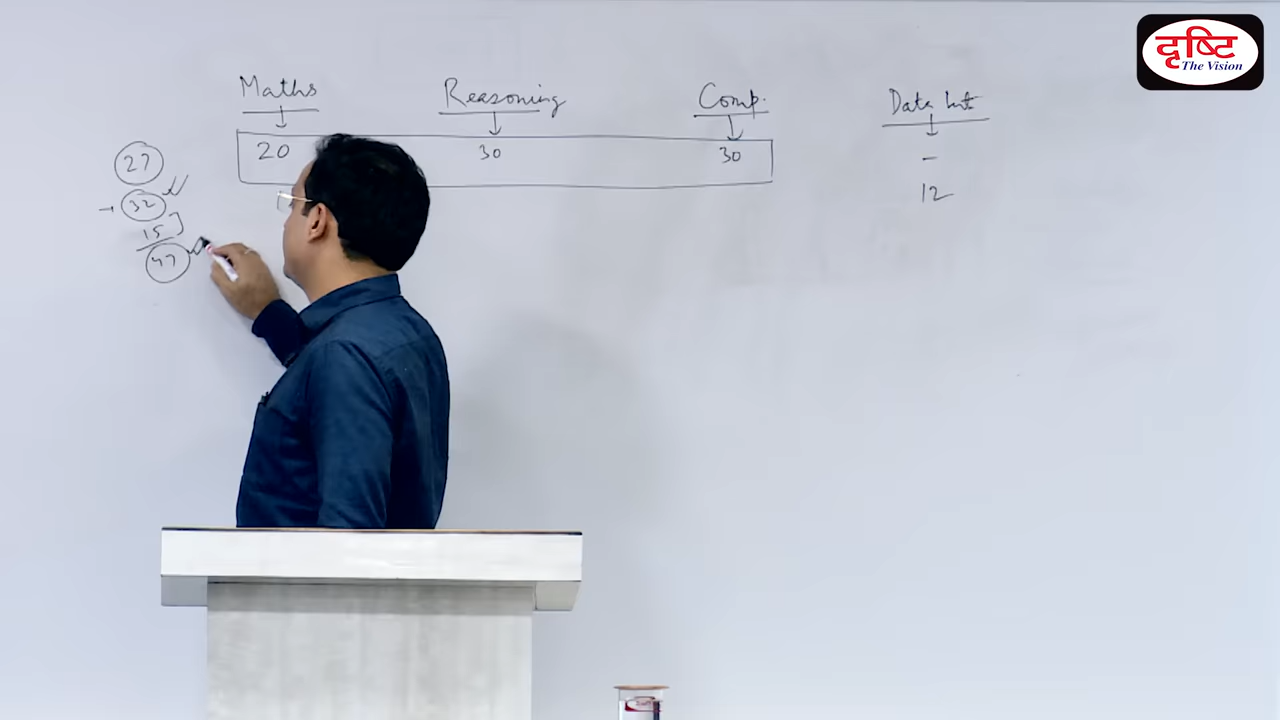 दृष्टि
The Vision
Maths Reasoning Comp. Data Int
20 30 30 -
12
27
32
15
47